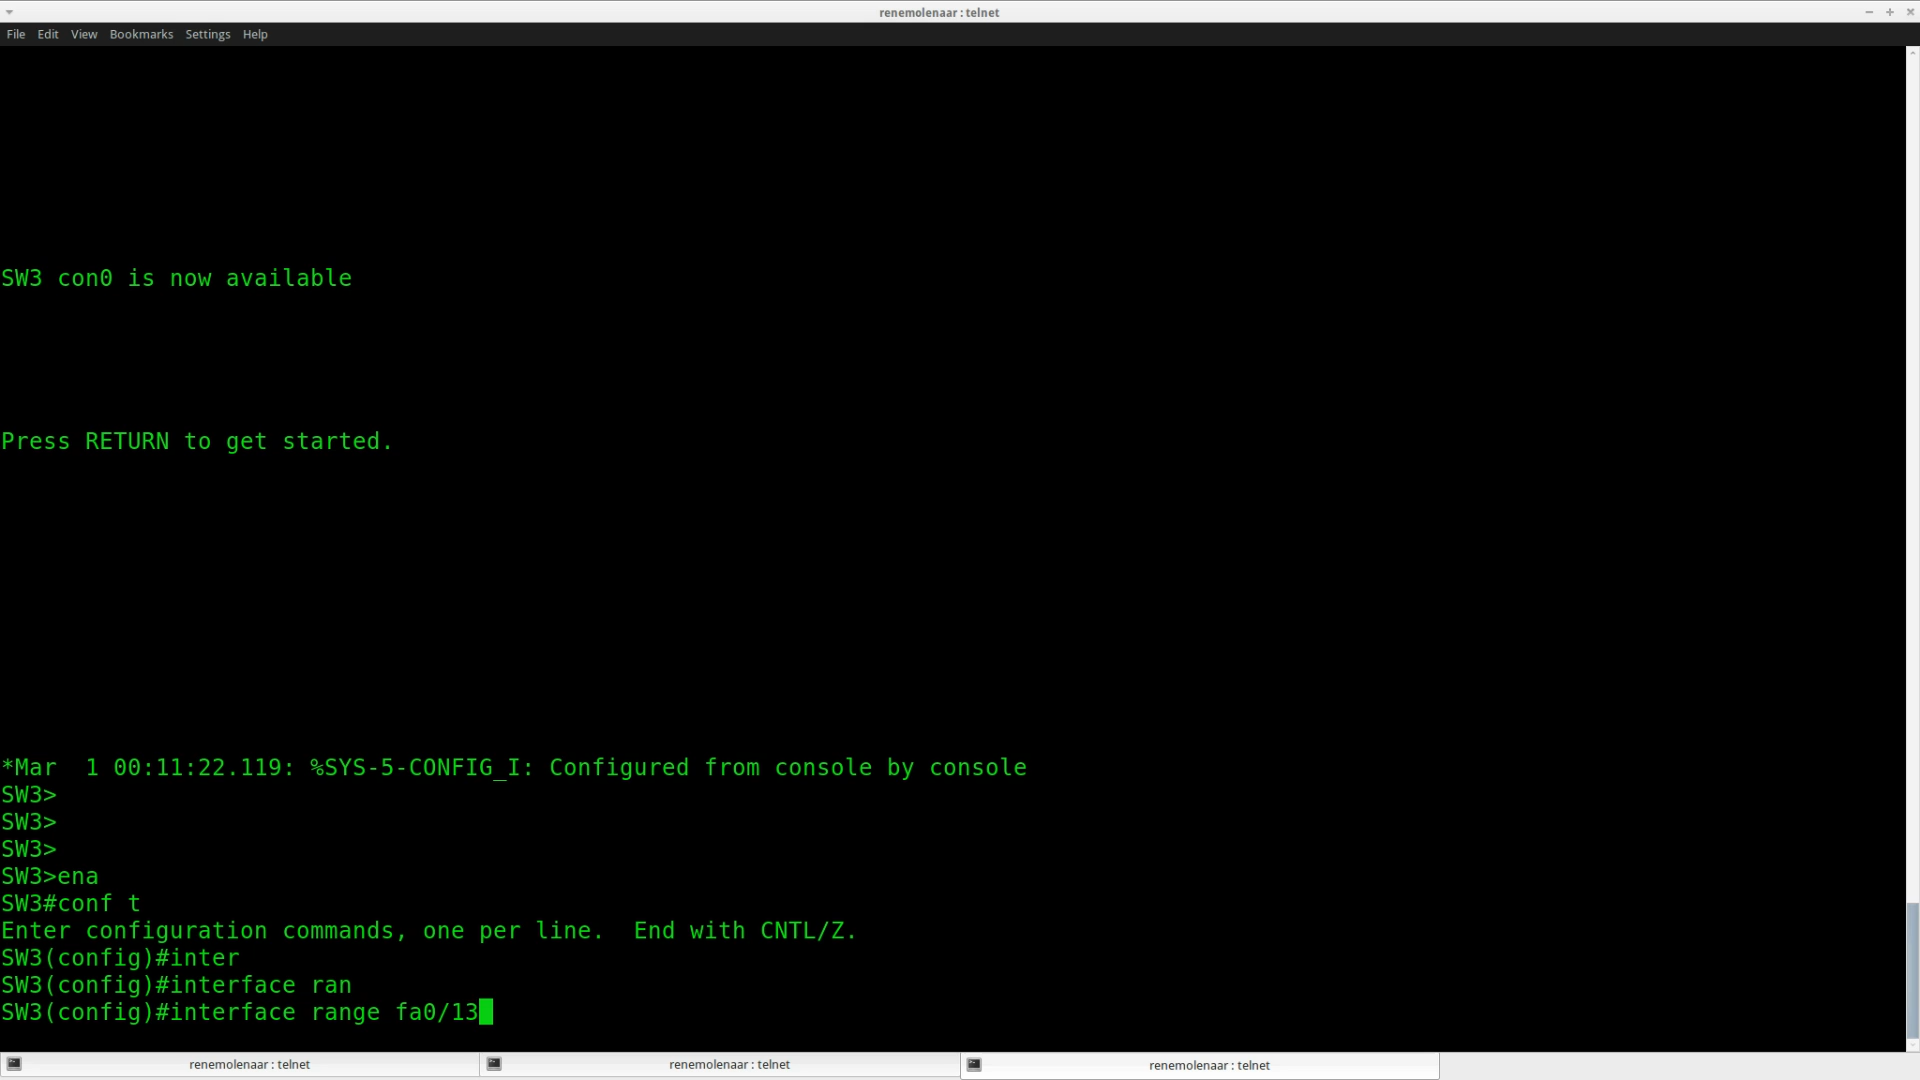 renemolenaar : telnet
File Edit View Bookmarks Settings Help
SW3 con0 is now available
Press RETURN to get started.
*Mar  1 00:11:22.119: %SYS-5-CONFIG_I: Configured from console by console
SW3>
SW3>
SW3>
SW3>ena
SW3#conf t
Enter configuration commands, one per line.  End with CNTL/Z.
SW3(config)#inter
SW3(config)#interface ran
SW3(config)#interface range fa0/13
renemolenaar : telnet renemolenaar : telnet renemolenaar : telnet